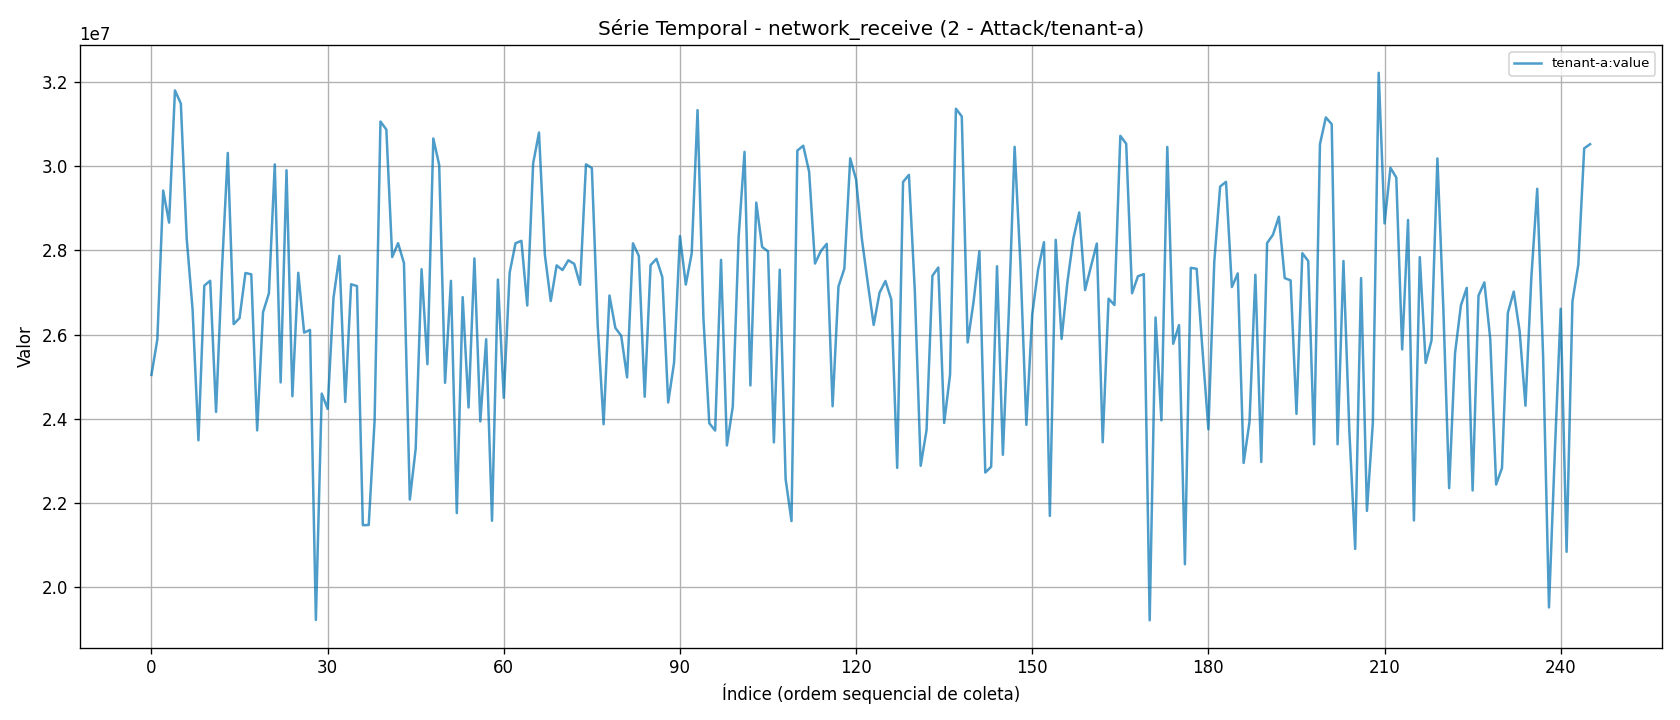 Série Temporal - network_receive (2 - Attack/tenant-a)
1e7
tenant-a:value
3.2
3.0
2.8
2.6
2.4
2.2
2.0
Valor
0 30 60 90 120 150 180 210 240
Índice (ordem sequencial de coleta)